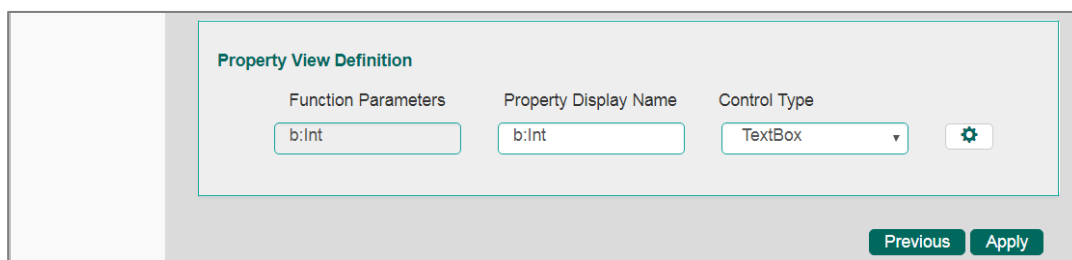 Property View Definition
Function Parameters Property Display Name Control Type
b:Int b:Int TextBox
Previous Apply